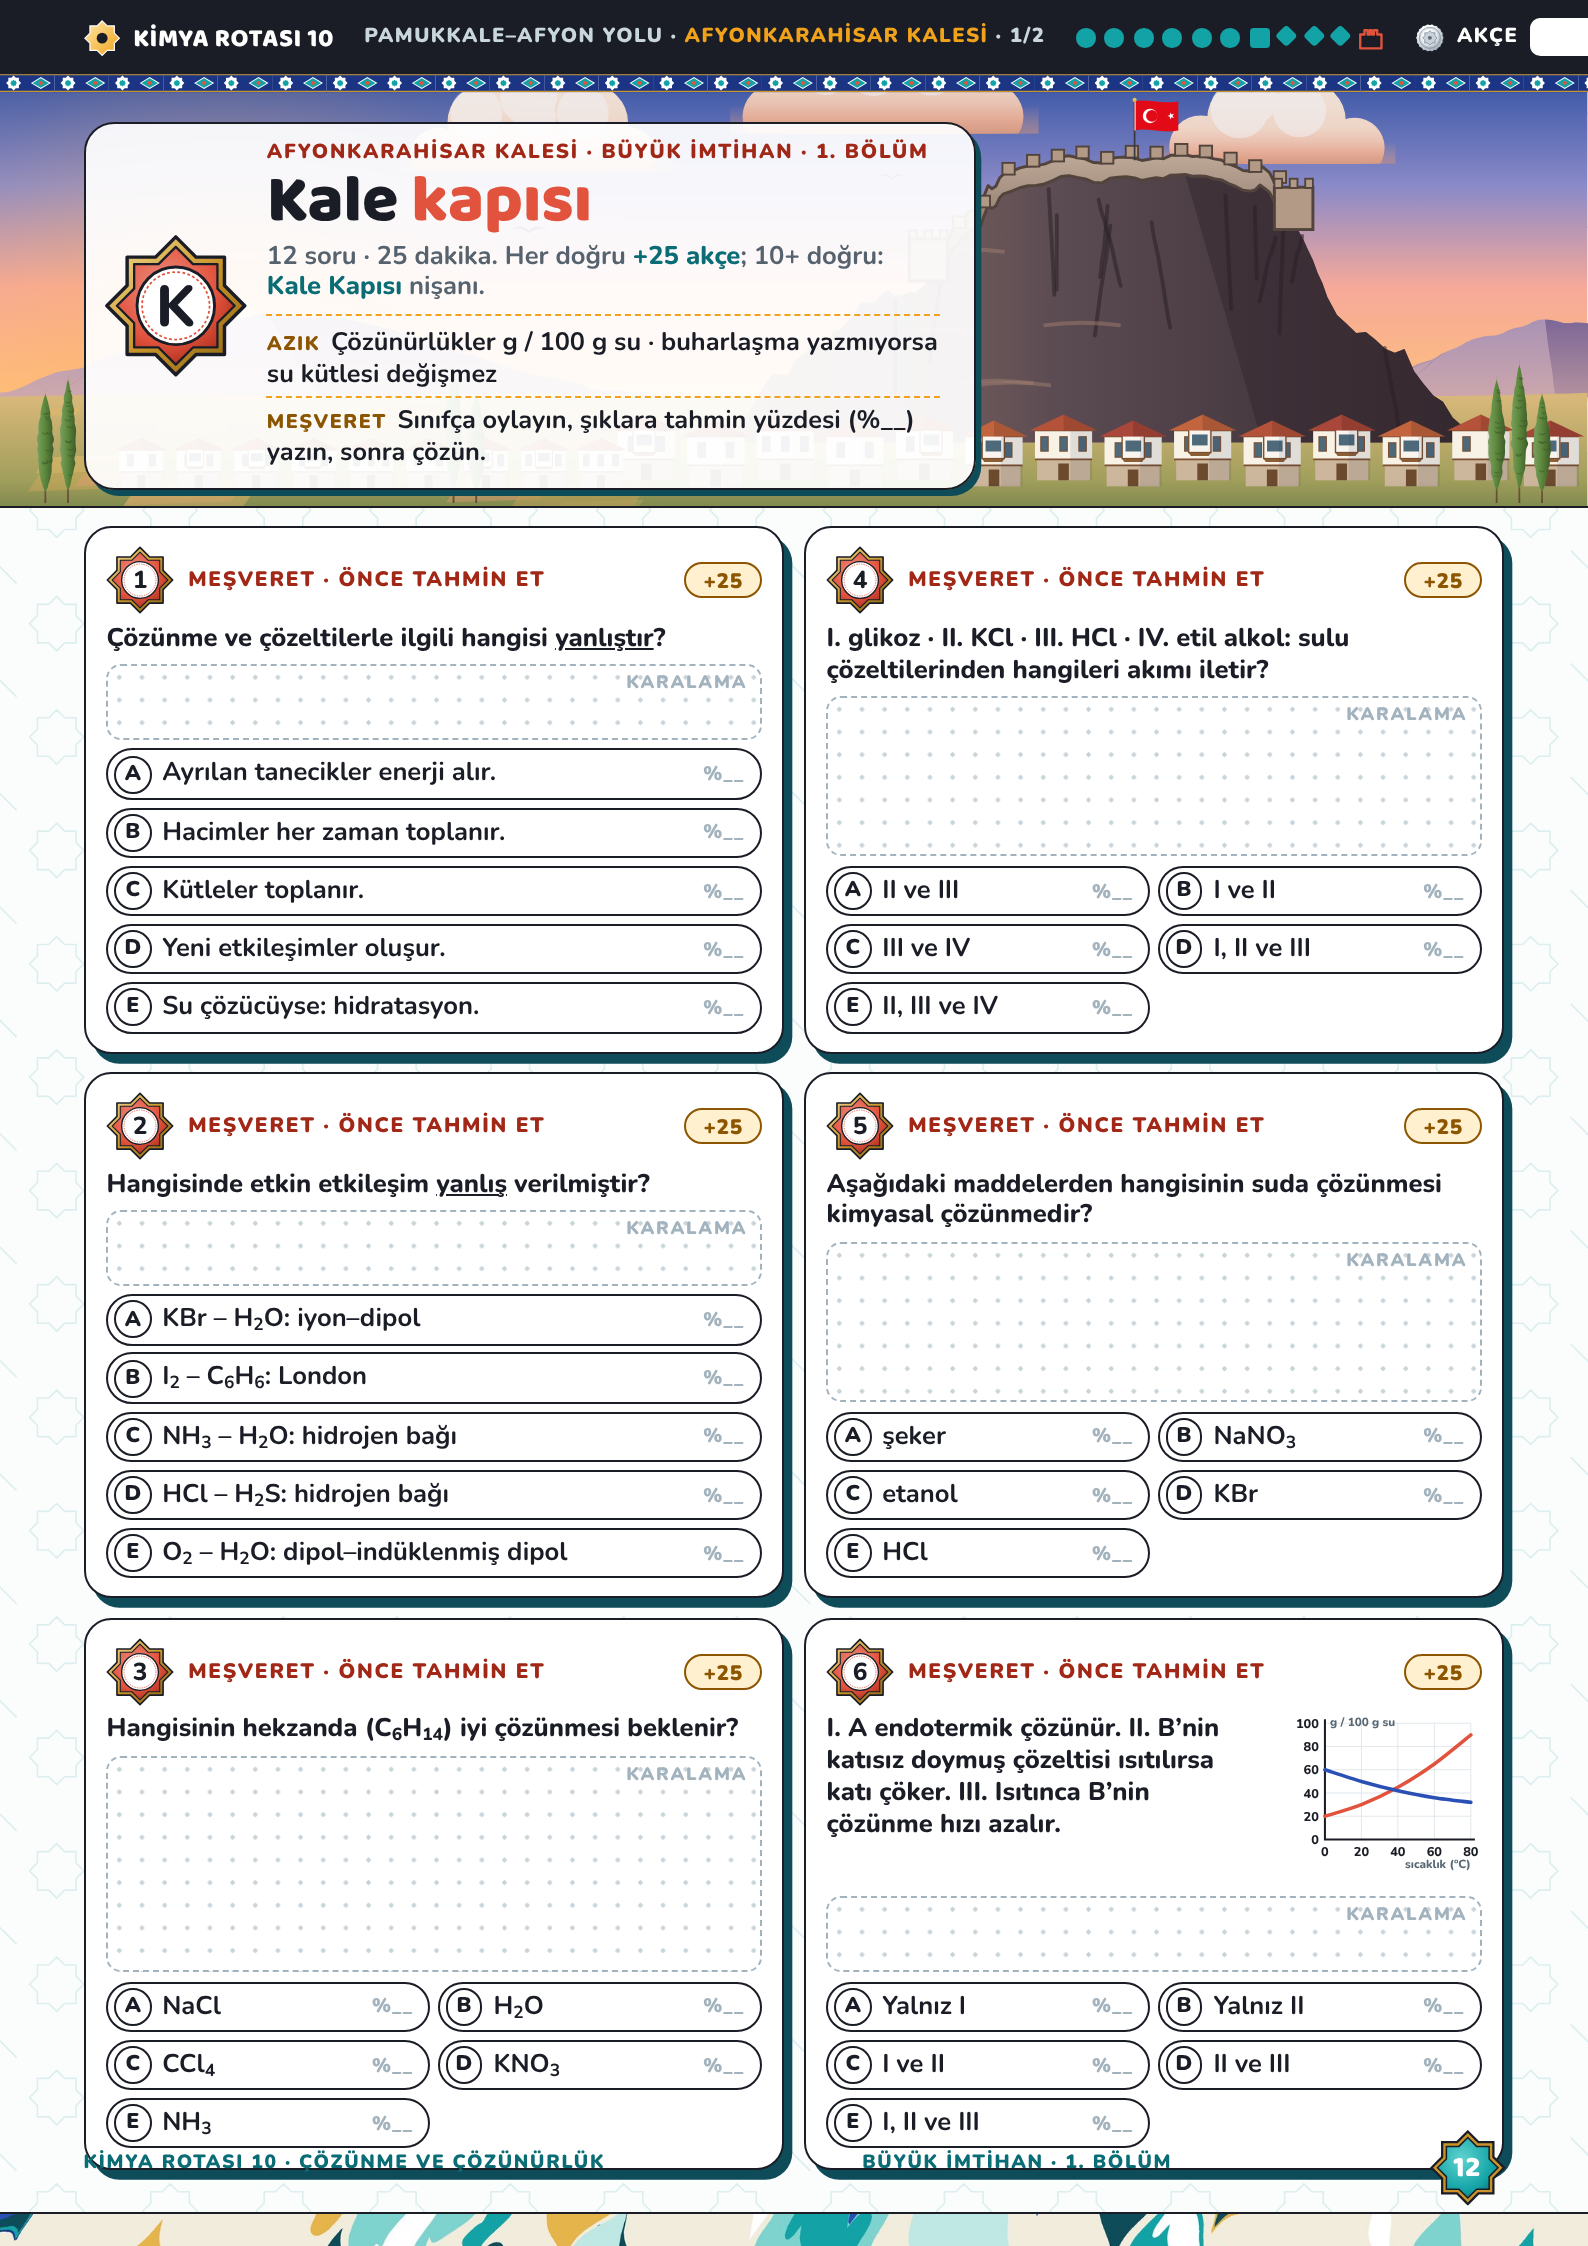 KİMYA ROTASI 10
PAMUKKALE–AFYON YOLU · AFYONKARAHİSAR KALESİ · 1/2
AKÇE
AFYONKARAHİSAR KALESİ · BÜYÜK İMTİHAN · 1. BÖLÜM
Kale kapısı
K
12 soru · 25 dakika. Her doğru +25 akçe; 10+ doğru:
Kale Kapısı nişanı.
AZIK Çözünürlükler g / 100 g su · buharlaşma yazmıyorsa
su kütlesi değişmez
MEŞVERET Sınıfça oylayın, şıklara tahmin yüzdesi (%__)
yazın, sonra çözün.
1 MEŞVERET · ÖNCE TAHMİN ET +25
Çözünme ve çözeltilerle ilgili hangisi yanlıştır?
KARALAMA
A Ayrılan tanecikler enerji alır. %__
B Hacimler her zaman toplanır. %__
C Kütleler toplanır. %__
D Yeni etkileşimler oluşur. %__
E Su çözücüyse: hidratasyon. %__
2 MEŞVERET · ÖNCE TAHMİN ET +25
Hangisinde etkin etkileşim yanlış verilmiştir?
KARALAMA
A KBr – H₂O: iyon–dipol %__
B I₂ – C₆H₆: London %__
C NH₃ – H₂O: hidrojen bağı %__
D HCl – H₂S: hidrojen bağı %__
E O₂ – H₂O: dipol–indüklenmiş dipol %__
3 MEŞVERET · ÖNCE TAHMİN ET +25
Hangisinin hekzanda (C₆H₁₄) iyi çözünmesi beklenir?
KARALAMA
A NaCl %__ B H₂O %__
C CCl₄ %__ D KNO₃ %__
E NH₃ %__
4 MEŞVERET · ÖNCE TAHMİN ET +25
I. glikoz · II. KCl · III. HCl · IV. etil alkol: sulu
çözeltilerinden hangileri akımı iletir?
KARALAMA
A II ve III %__ B I ve II %__
C III ve IV %__ D I, II ve III %__
E II, III ve IV %__
5 MEŞVERET · ÖNCE TAHMİN ET +25
Aşağıdaki maddelerden hangisinin suda çözünmesi
kimyasal çözünmedir?
KARALAMA
A şeker %__ B NaNO₃ %__
C etanol %__ D KBr %__
E HCl %__
6 MEŞVERET · ÖNCE TAHMİN ET +25
I. A endotermik çözünür. II. B’nin
katısız doymuş çözeltisi ısıtılırsa
katı çöker. III. Isıtınca B’nin
çözünme hızı azalır.
g / 100 g su
100
80
60
40
20
0
0 20 40 60 80
sıcaklık (°C)
KARALAMA
A Yalnız I %__ B Yalnız II %__
C I ve II %__ D II ve III %__
E I, II ve III %__
KİMYA ROTASI 10 · ÇÖZÜNME VE ÇÖZÜNÜRLÜK
BÜYÜK İMTİHAN · 1. BÖLÜM
12